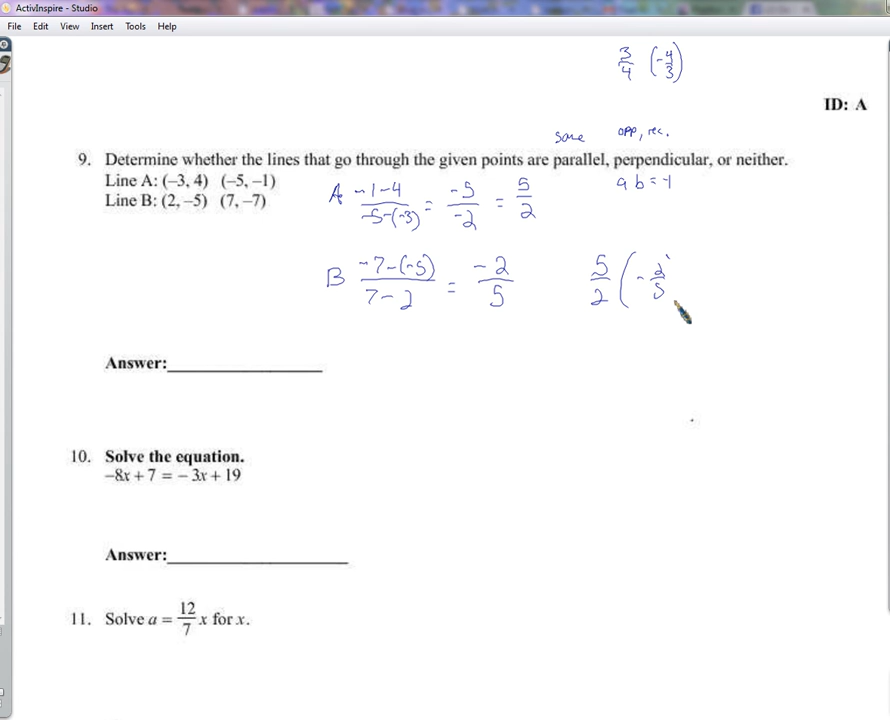 ActivInspire - Studio
File Edit View Insert Tools Help
3/4 (-4/3)
ID: A
same opp, rec.
9. Determine whether the lines that go through the given points are parallel, perpendicular, or neither.
Line A: (–3, 4) (–5, –1)
Line B: (2, –5) (7, –7)
ab = -1
A -1-4/-5-(-3) = -5/-2 = 5/2
B -7-(-5)/7-2 = -2/5
5/2 (-2/5
Answer:
10. Solve the equation.
–8x + 7 = – 3x + 19
Answer:
11. Solve a = 12/7 x for x.